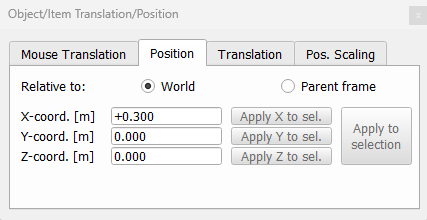 Object/Item Translation/Position
x
Mouse Translation Position Translation Pos. Scaling
Relative to: World Parent frame
X-coord. [m] +0.300 Apply X to sel.
Y-coord. [m] 0.000 Apply Y to sel.
Z-coord. [m] 0.000 Apply Z to sel.
Apply to
selection